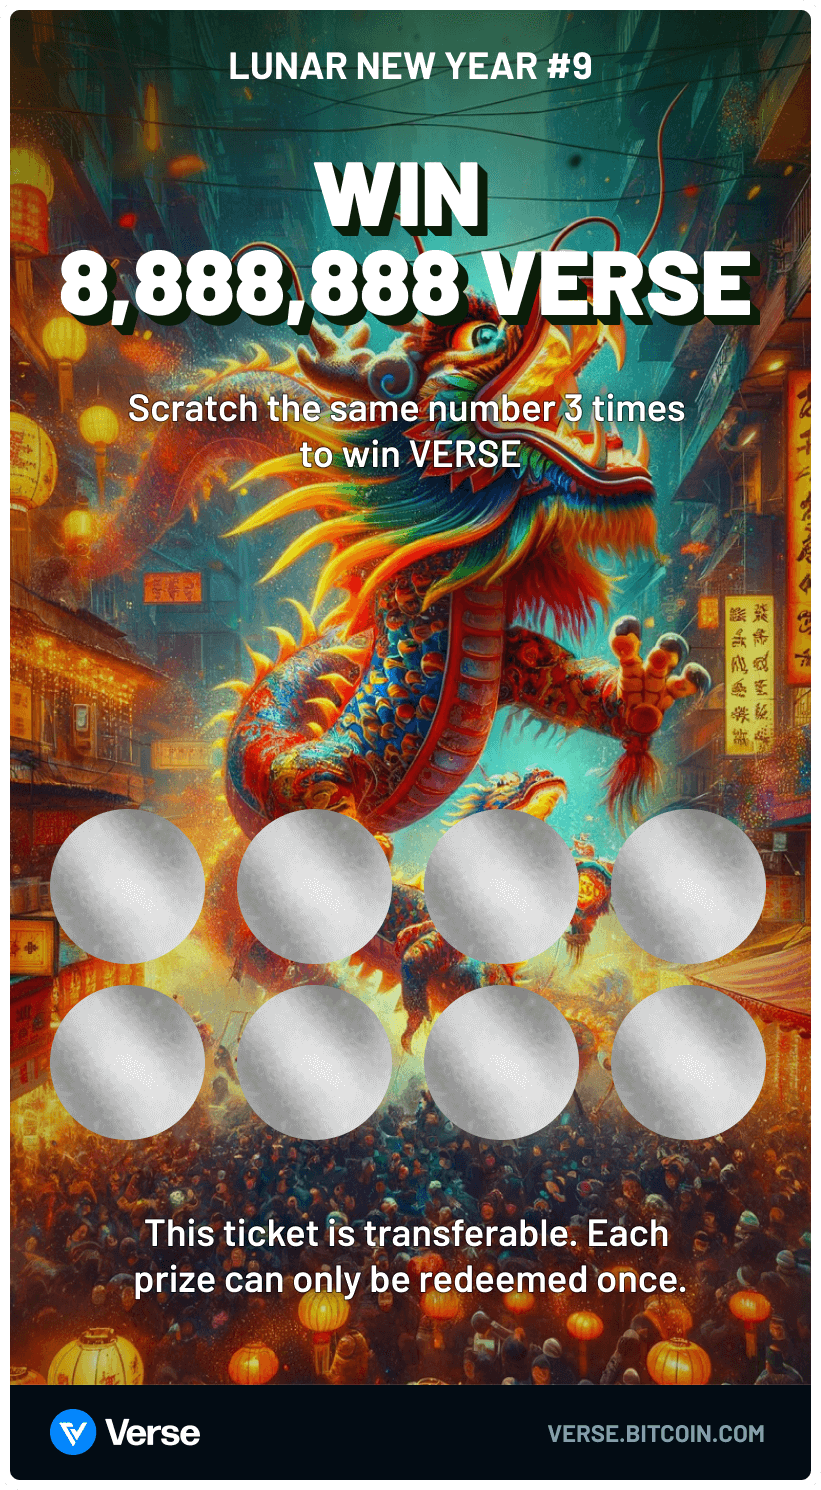 LUNAR NEW YEAR #9
WIN
8,888,888 VERSE
Scratch the same number 3 times
to win VERSE
This ticket is transferable. Each
prize can only be redeemed once.
Verse
VERSE.BITCOIN.COM